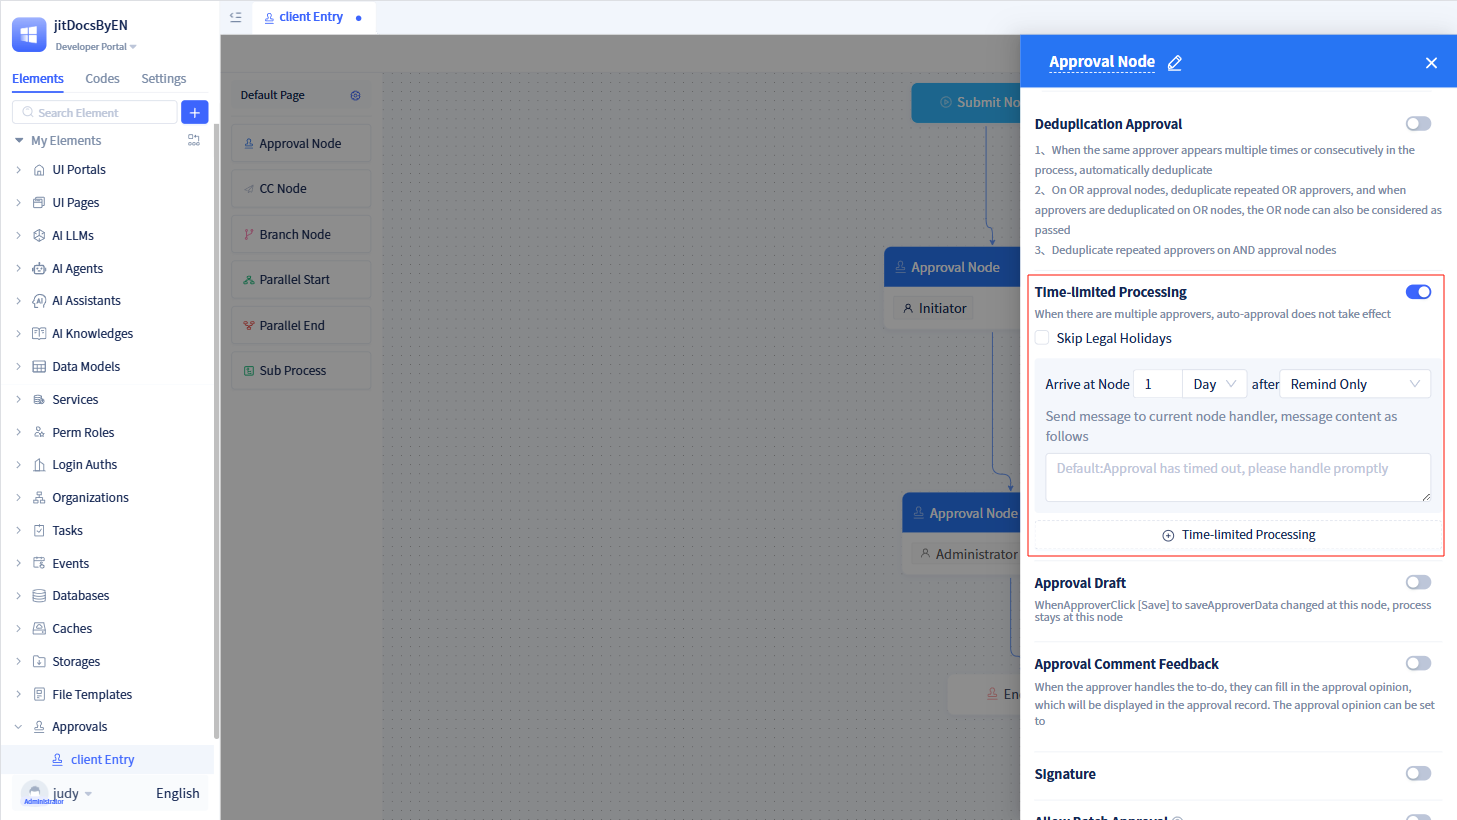 jitDocsByEN
Developer Portal
Elements
Codes
Settings
Search Element
My Elements
UI Portals
UI Pages
AI LLMs
AI Agents
AI Assistants
AI Knowledges
Data Models
Services
Perm Roles
Login Auths
Organizations
Tasks
Events
Databases
Caches
Storages
File Templates
Approvals
client Entry
judy
Administrator
English
client Entry
Default Page
Approval Node
CC Node
Branch Node
Parallel Start
Parallel End
Sub Process
Submit No
Approval Node
Initiator
Approval Node
Administrator
En
Approval Node
Deduplication Approval
1、When the same approver appears multiple times or consecutively in the
process, automatically deduplicate
2、On OR approval nodes, deduplicate repeated OR approvers, and when
approvers are deduplicated on OR nodes, the OR node can also be considered as
passed
3、Deduplicate repeated approvers on AND approval nodes
Time-limited Processing
When there are multiple approvers, auto-approval does not take effect
Skip Legal Holidays
Arrive at Node 1 Day after Remind Only
Send message to current node handler, message content as
follows
Default:Approval has timed out, please handle promptly
Time-limited Processing
Approval Draft
WhenApproverClick [Save] to saveApproverData changed at this node, process
stays at this node
Approval Comment Feedback
When the approver handles the to-do, they can fill in the approval opinion,
which will be displayed in the approval record. The approval opinion can be set
to
Signature
Allow Batch Approval